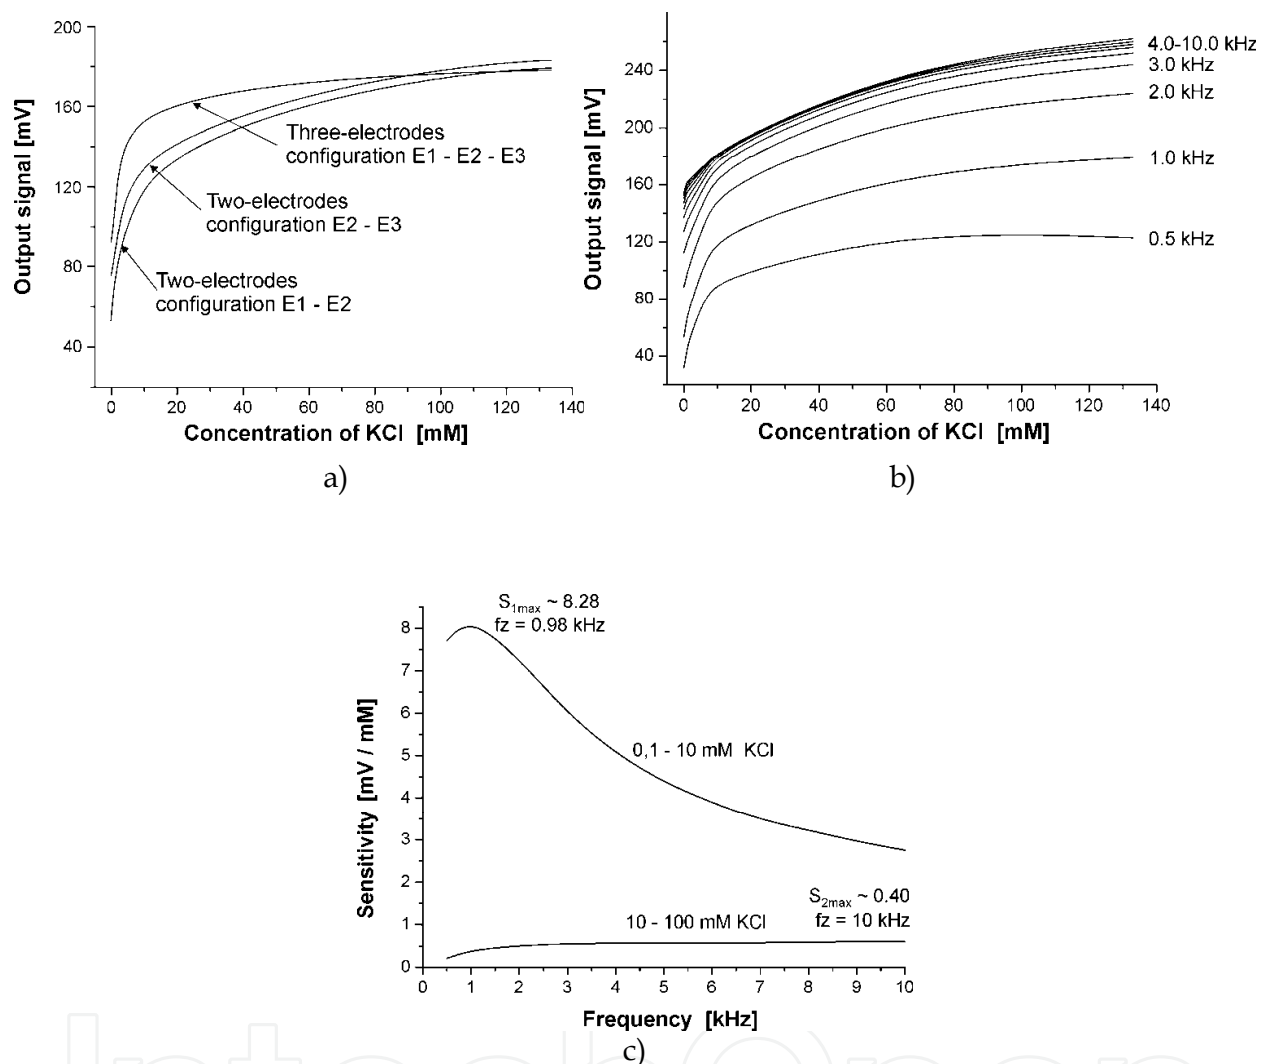 200
160
120
80
40
Output signal [mV]
Three-electrodes
configuration E1 - E2 - E3
Two-electrodes
configuration E2 - E3
Two-electrodes
configuration E1 - E2
0 20 40 60 80 100 120 140
Concentration of KCl [mM]
a)
240
200
160
120
80
40
Output signal [mV]
4.0-10.0 kHz
3.0 kHz
2.0 kHz
1.0 kHz
0.5 kHz
0 20 40 60 80 100 120 140
Concentration of KCl [mM]
b)
8
7
6
5
4
3
2
1
0
Sensitivity [mV / mM]
S1max ~ 8.28
fz = 0.98 kHz
0,1 - 10 mM KCl
S2max ~ 0.40
fz = 10 kHz
10 - 100 mM KCl
0 1 2 3 4 5 6 7 8 9 10
Frequency [kHz]
c)